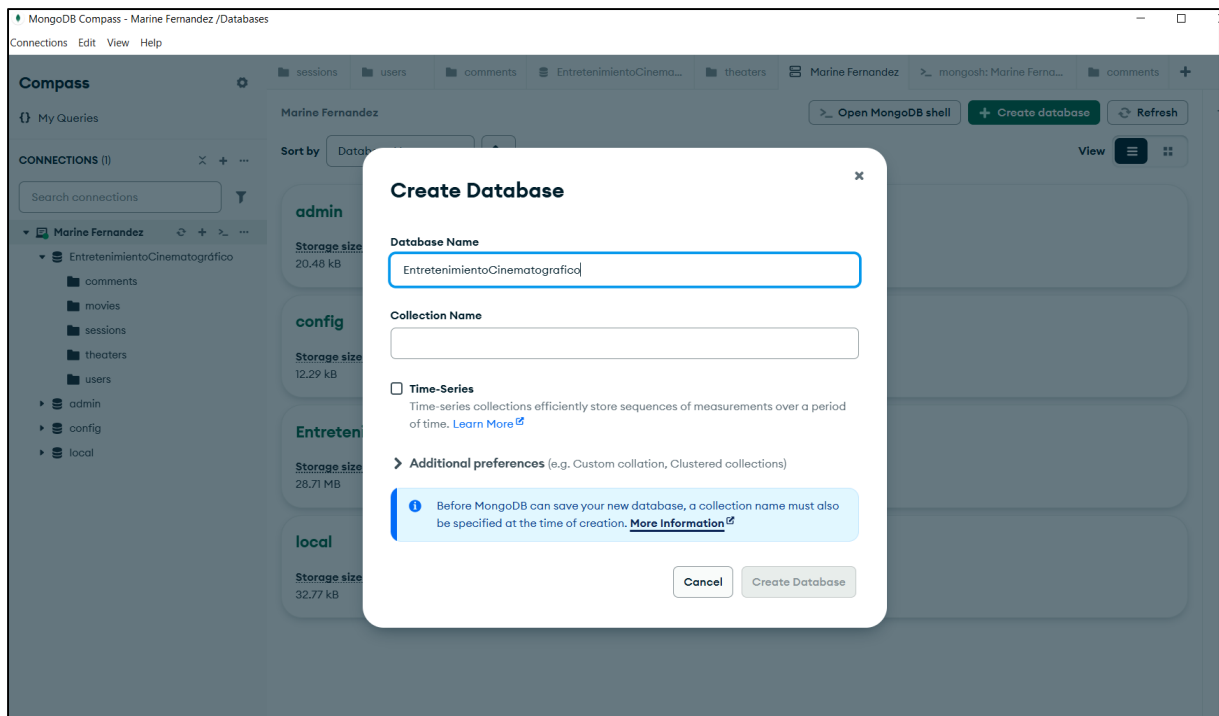 MongoDB Compass - Marine Fernandez /Databases
Connections Edit View Help
Compass
{} My Queries
CONNECTIONS (1)
Search connections
Marine Fernandez
EntretenimientoCinematográfico
comments
movies
sessions
theaters
users
admin
config
local
sessions users comments EntretenimientoCinema... theaters Marine Fernandez >_ mongosh: Marine Ferna... comments +
Marine Fernandez
>_ Open MongoDB shell + Create database Refresh
Sort by Datab
View
admin
Storage size
20.48 kB
config
Storage size
12.29 kB
Entreteni
Storage size
28.71 MB
local
Storage size
32.77 kB
Create Database
Database Name
EntretenimientoCinematografico
Collection Name
Time-Series
Time-series collections efficiently store sequences of measurements over a period
of time. Learn More
Additional preferences (e.g. Custom collation, Clustered collections)
Before MongoDB can save your new database, a collection name must also
be specified at the time of creation. More Information
Cancel Create Database